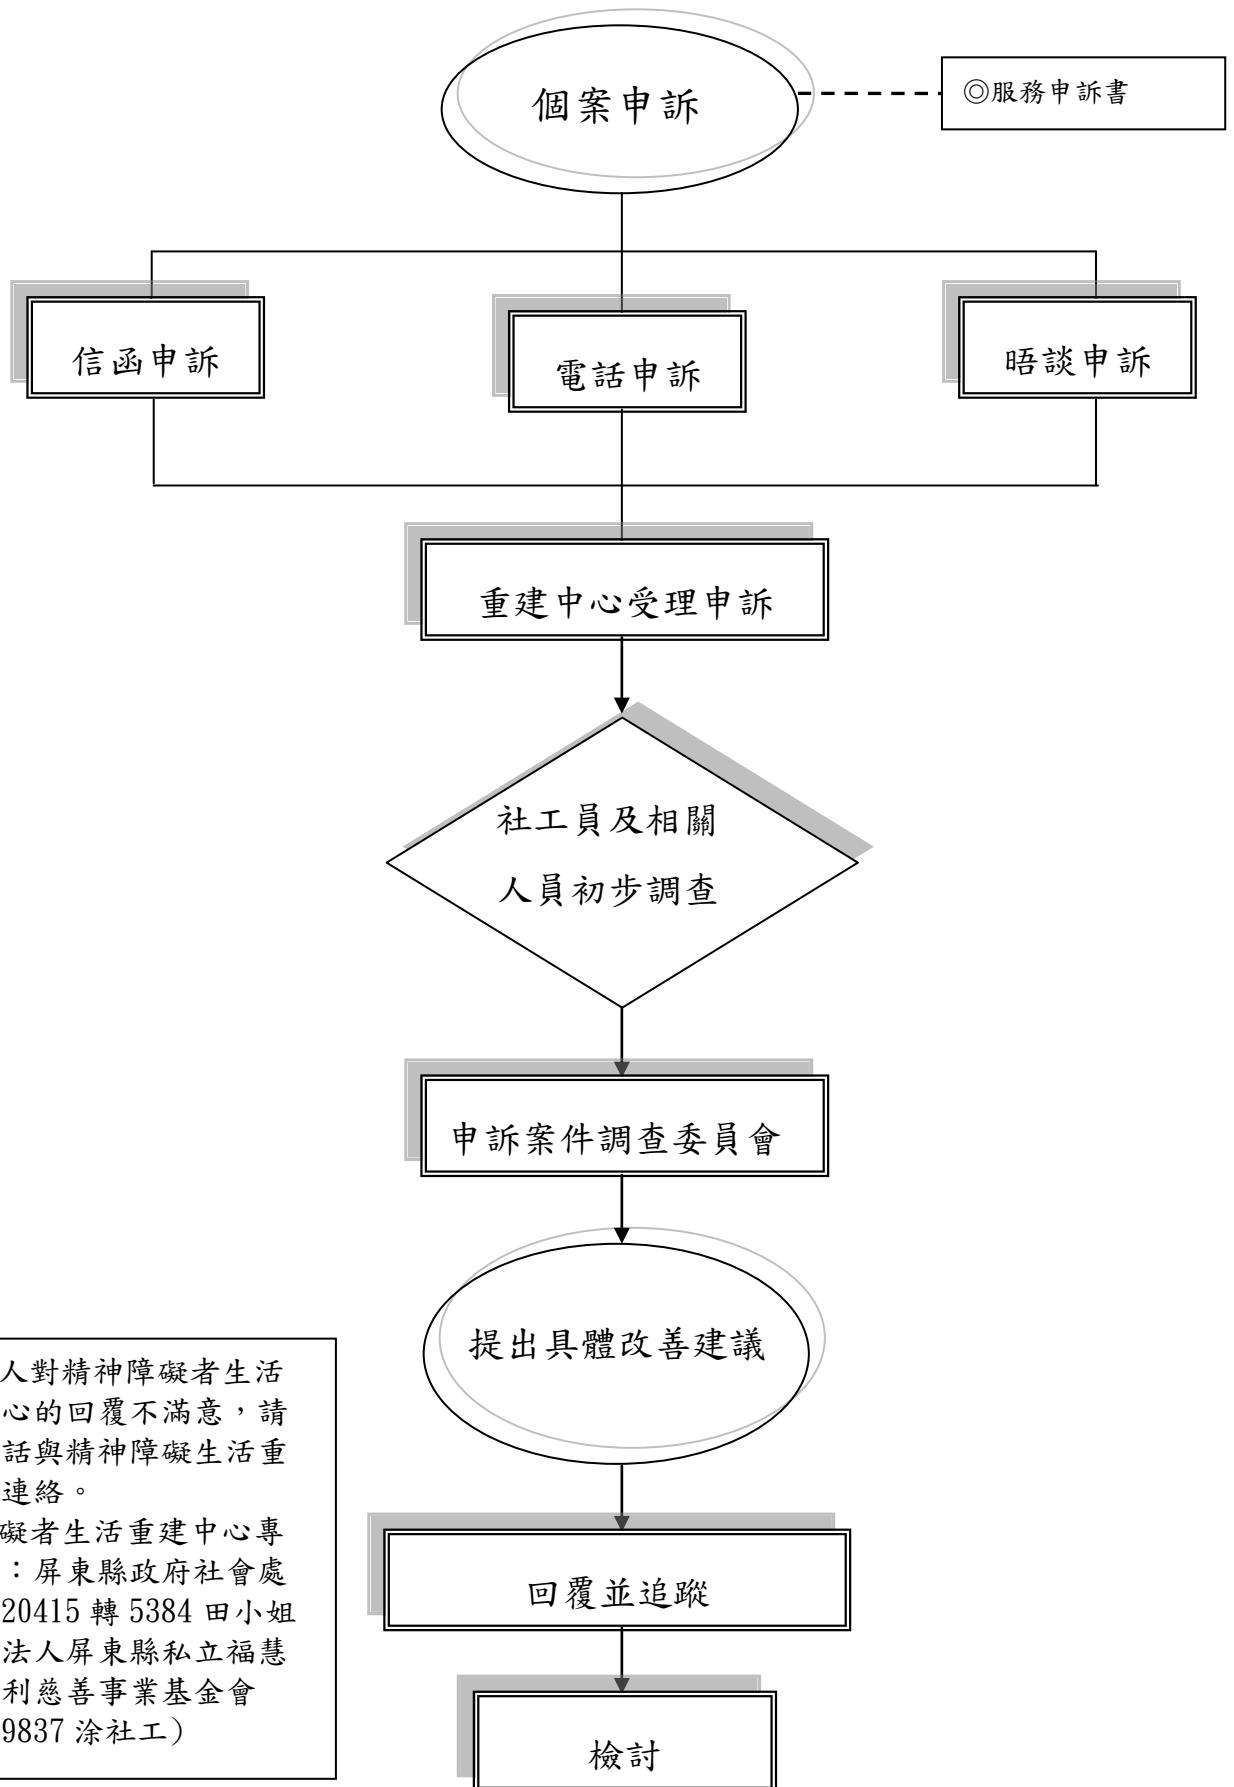 個案申訴
◎服務申訴書
信函申訴
電話申訴
晤談申訴
重建中心受理申訴
社工員及相關
人員初步調查
申訴案件調查委員會
提出具體改善建議
人對精神障礙者生活
心的回覆不滿意，請
話與精神障礙生活重
連絡。
礙者生活重建中心專
：屏東縣政府社會處
20415 轉 5384 田小姐
法人屏東縣私立福慧
利慈善事業基金會
9837 涂社工）
回覆並追蹤
檢討